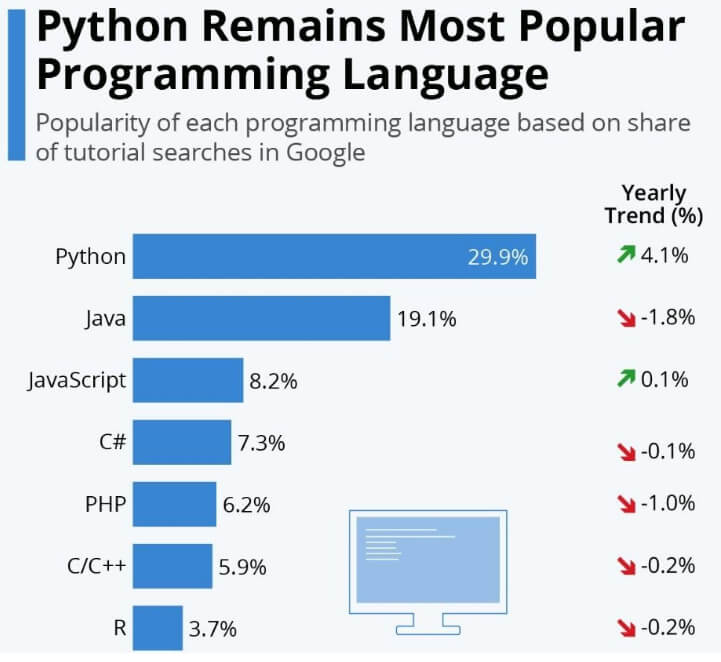 Python Remains Most Popular
Programming Language
Popularity of each programming language based on share
of tutorial searches in Google
Yearly
Trend (%)
Python 29.9% 4.1%
Java 19.1% -1.8%
JavaScript 8.2% 0.1%
C# 7.3% -0.1%
PHP 6.2% -1.0%
C/C++ 5.9% -0.2%
R 3.7% -0.2%